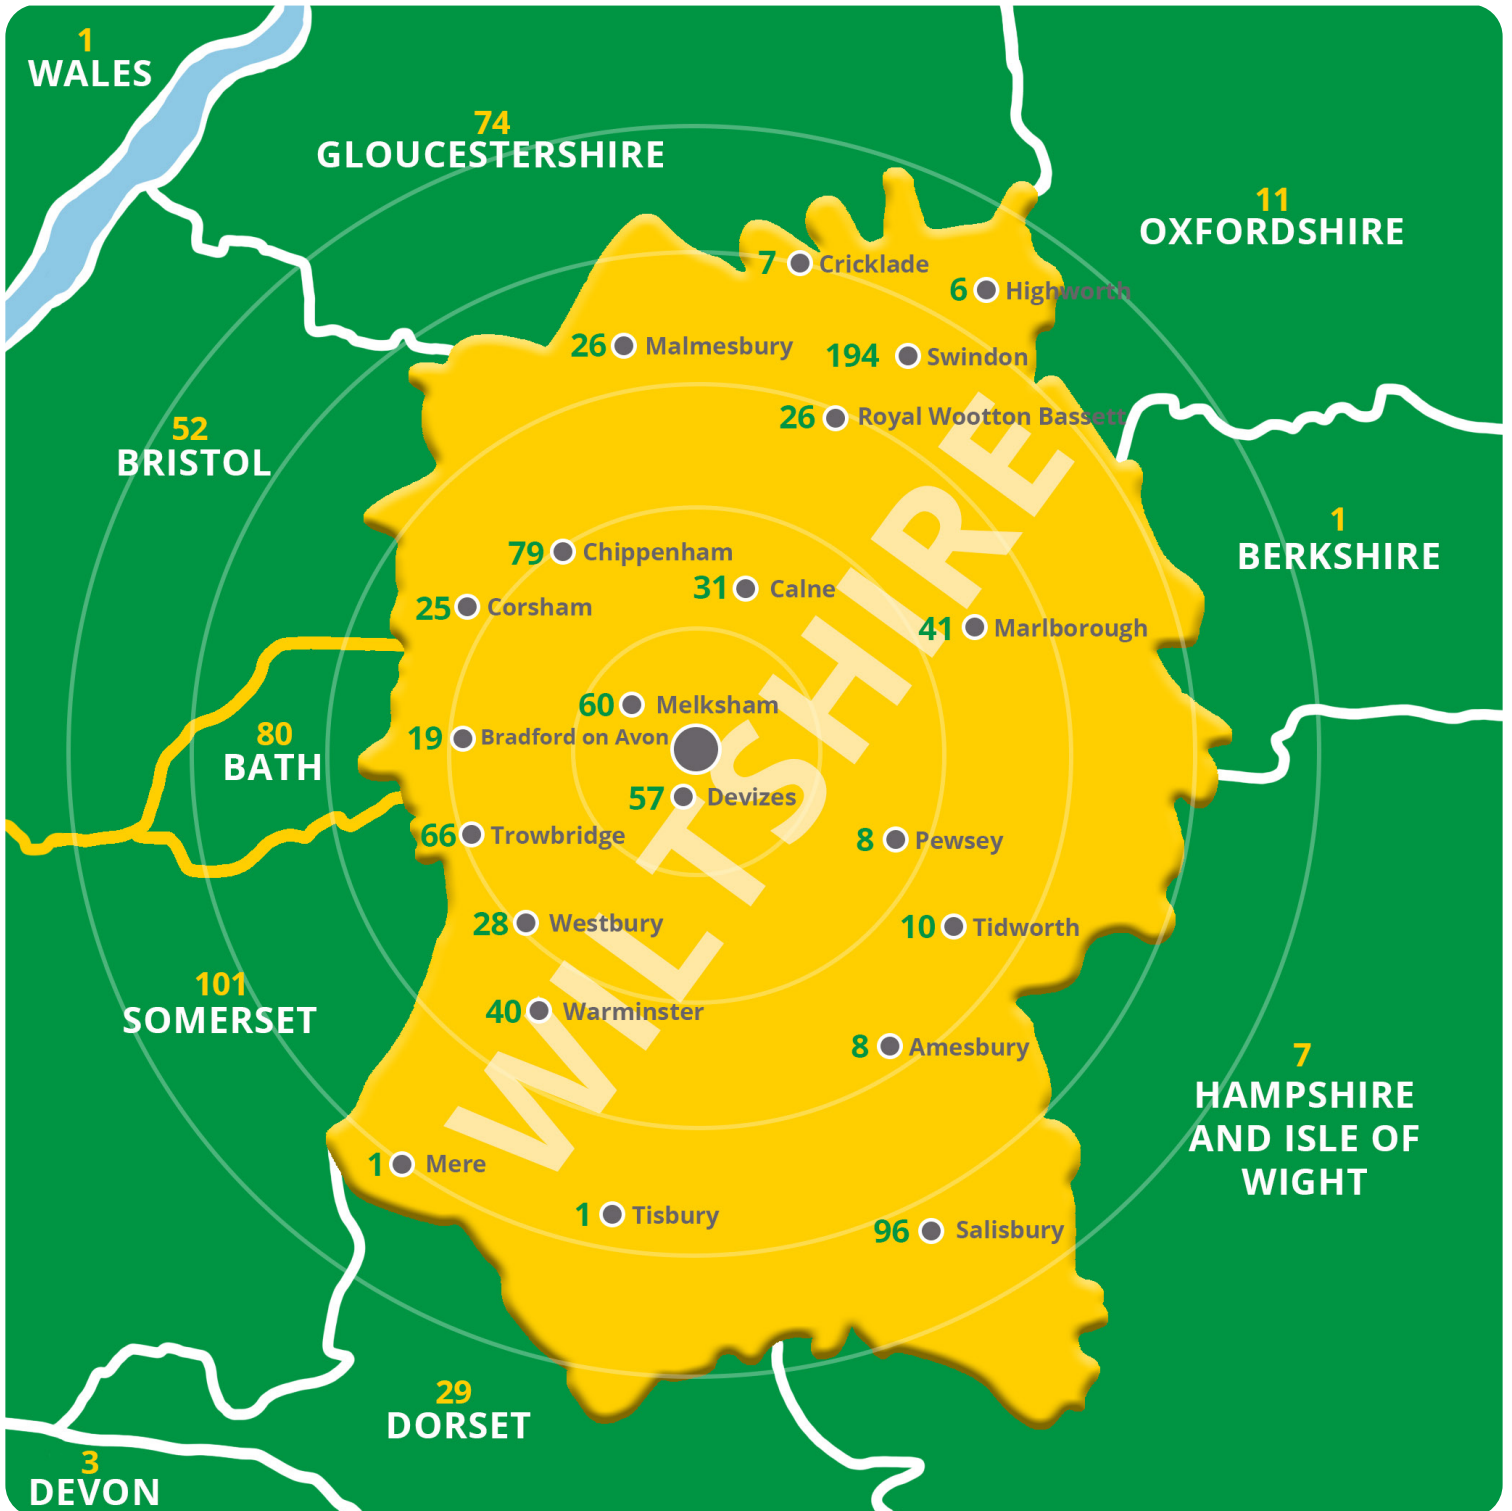 1
WALES
74
GLOUCESTERSHIRE
11
OXFORDSHIRE
7 Cricklade
6 Highworth
26 Malmesbury
194 Swindon
26 Royal Wootton Bassett
52
BRISTOL
1
BERKSHIRE
79 Chippenham
31 Calne
25 Corsham
41 Marlborough
WILTSHIRE
60 Melksham
19 Bradford on Avon
80
BATH
57 Devizes
66 Trowbridge
8 Pewsey
28 Westbury
10 Tidworth
101
SOMERSET
40 Warminster
8 Amesbury
7
HAMPSHIRE
AND ISLE OF
WIGHT
1 Mere
1 Tisbury
96 Salisbury
29
DORSET
3
DEVON